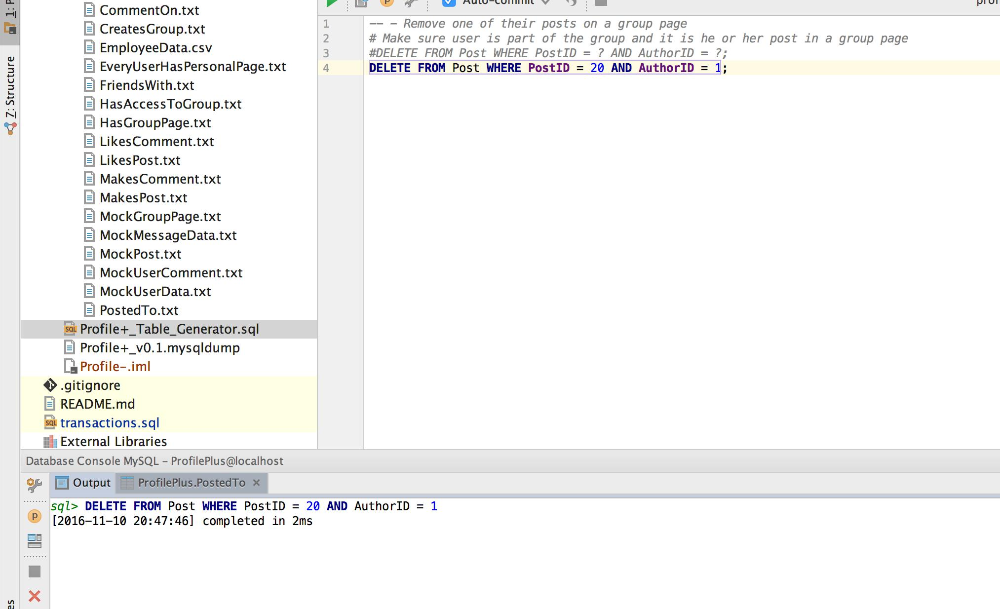 1: P
7: Structure
es
CommentOn.txt
CreatesGroup.txt
EmployeeData.csv
EveryUserHasPersonalPage.txt
FriendsWith.txt
HasAccessToGroup.txt
HasGroupPage.txt
LikesComment.txt
LikesPost.txt
MakesComment.txt
MakesPost.txt
MockGroupPage.txt
MockMessageData.txt
MockPost.txt
MockUserComment.txt
MockUserData.txt
PostedTo.txt
SQL Profile+_Table_Generator.sql
Profile+_v0.1.mysqldump
Profile-.iml
.gitignore
README.md
SQL transactions.sql
External Libraries
P Auto-commit prof
1 -- - Remove one of their posts on a group page
2 # Make sure user is part of the group and it is he or her post in a group page
3 #DELETE FROM Post WHERE PostID = ? AND AuthorID = ?;
4 DELETE FROM Post WHERE PostID = 20 AND AuthorID = 1;
Database Console MySQL - ProfilePlus@localhost
Output ProfilePlus.PostedTo
P
sql> DELETE FROM Post WHERE PostID = 20 AND AuthorID = 1
[2016-11-10 20:47:46] completed in 2ms